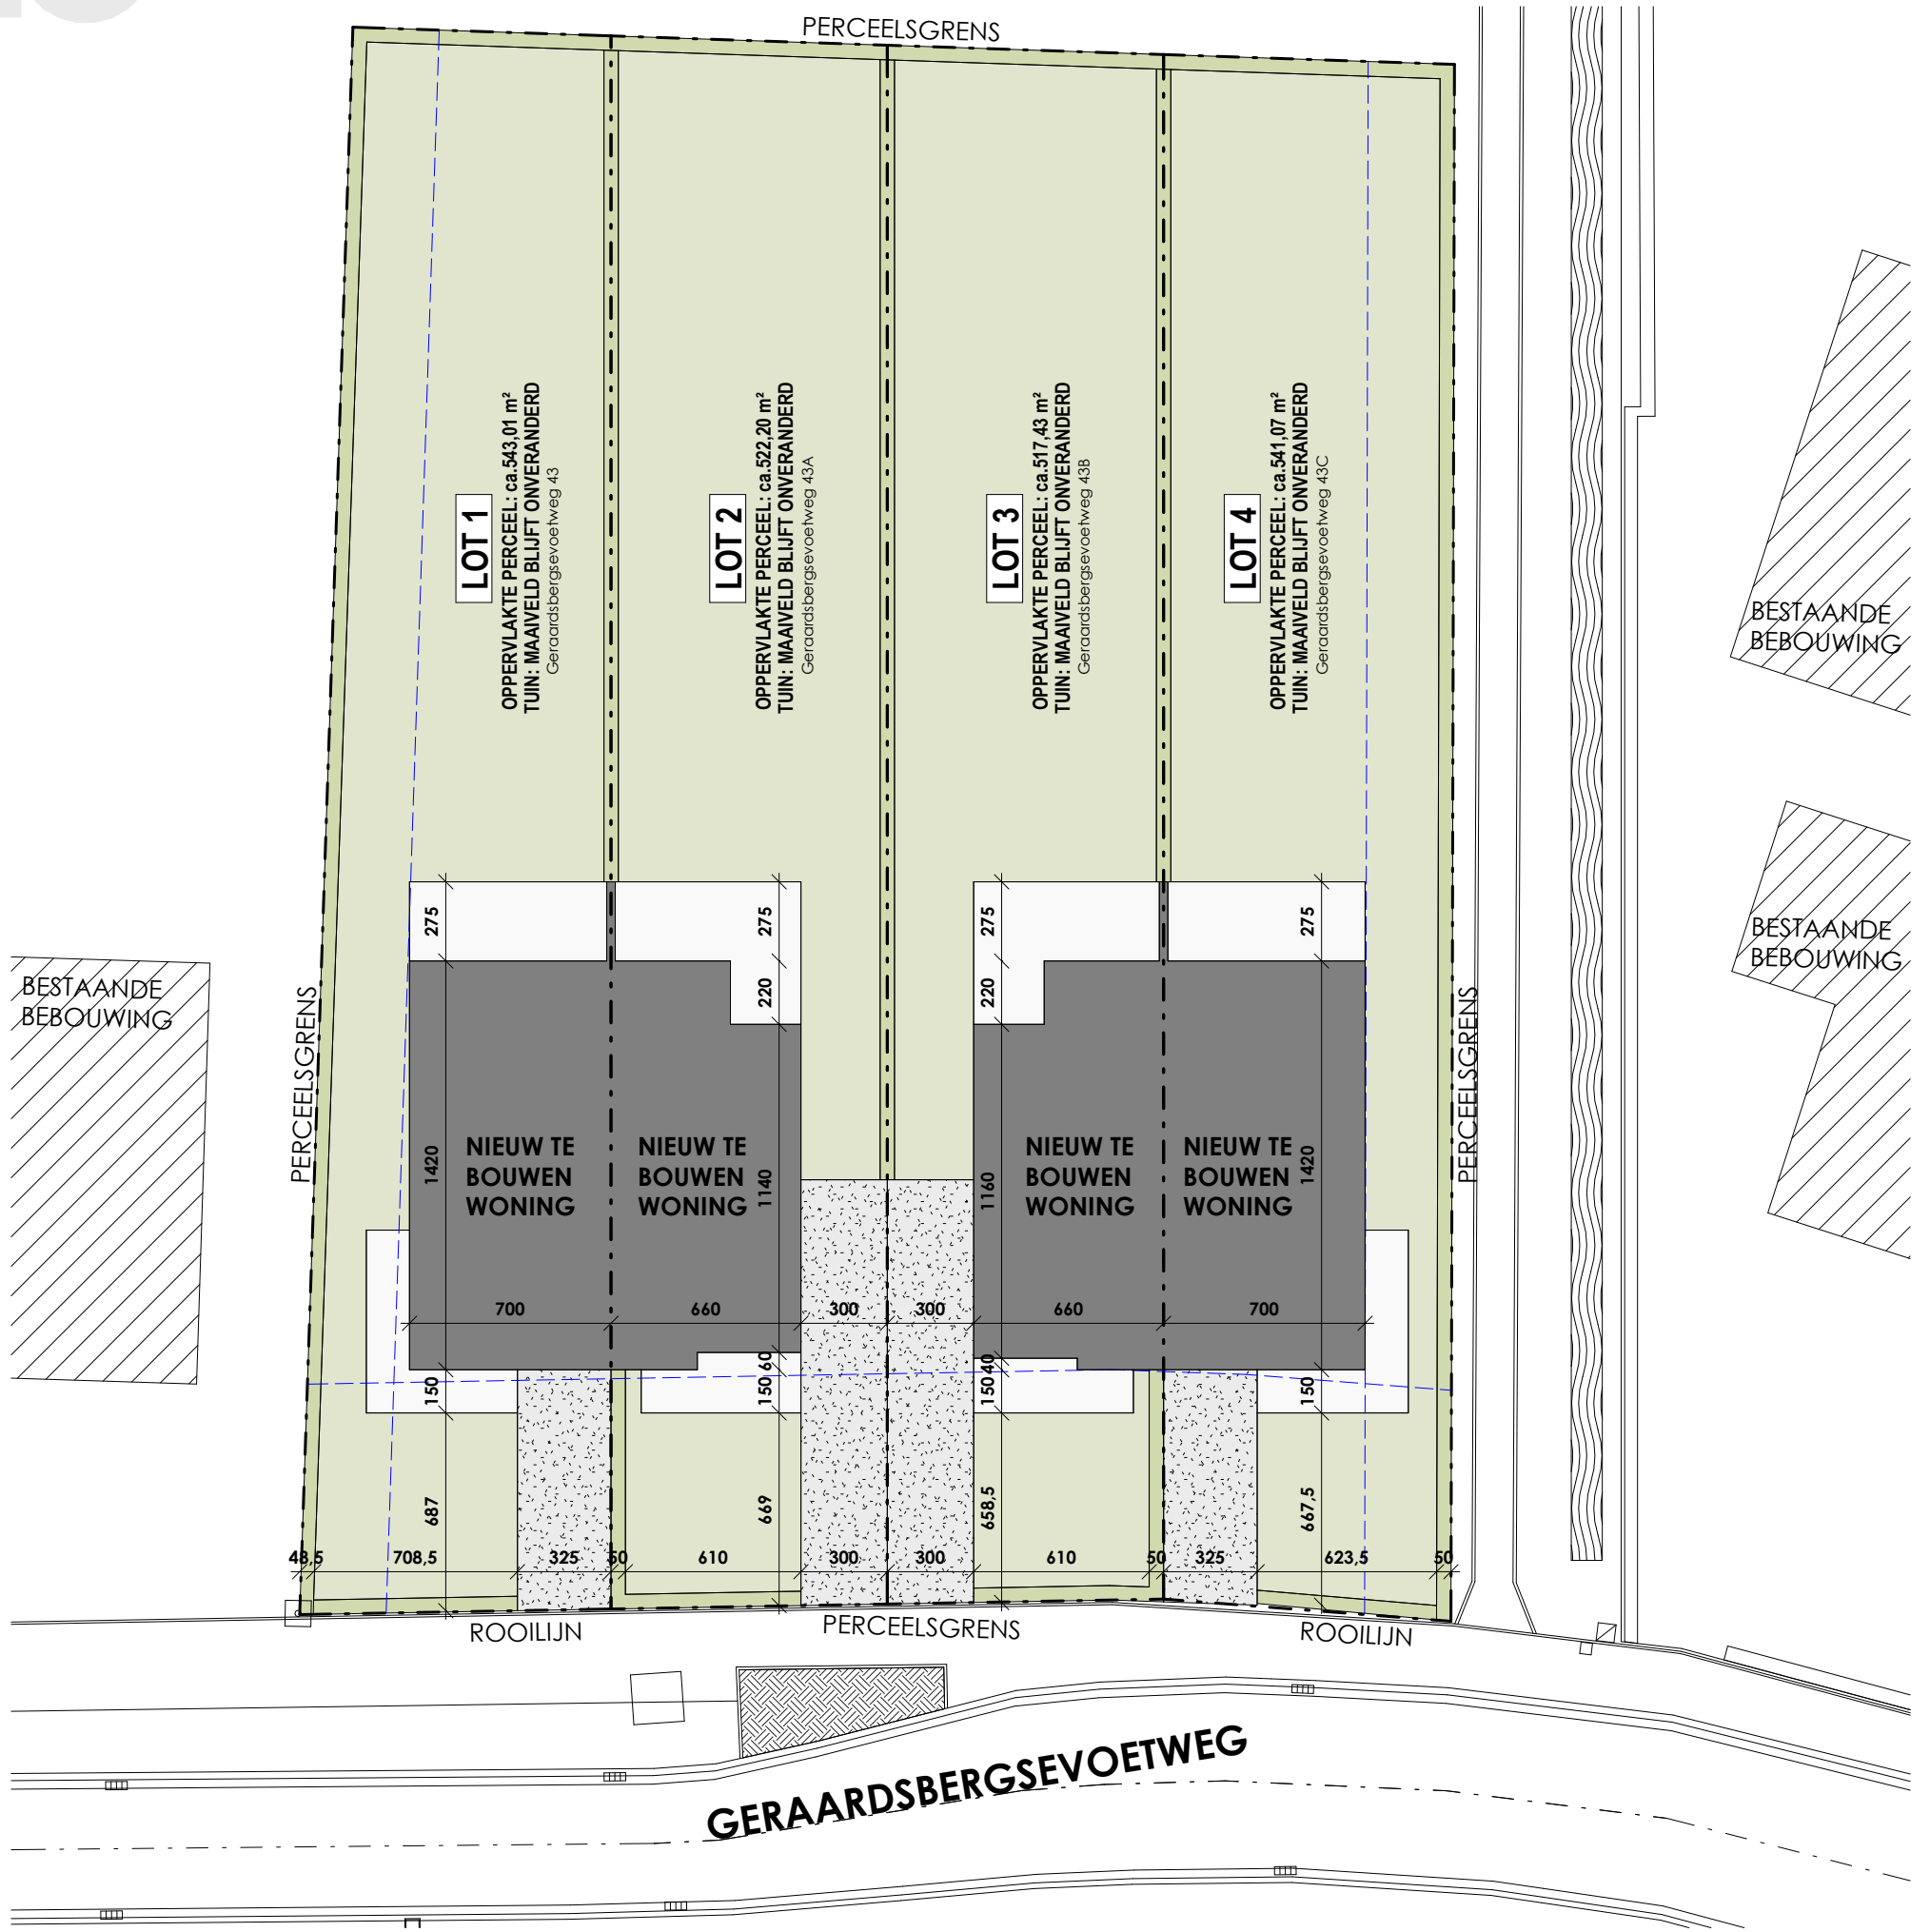 PERCEELSGRENS
LOT 1
OPPERVLAKTE PERCEEL: ca.543,01 m²
TUIN: MAAIVELD BLIJFT ONVERANDERD
Geraardsbergsevoetweg 43
LOT 2
OPPERVLAKTE PERCEEL: ca.522,20 m²
TUIN: MAAIVELD BLIJFT ONVERANDERD
Geraardsbergsevoetweg 43A
LOT 3
OPPERVLAKTE PERCEEL: ca.517,43 m²
TUIN: MAAIVELD BLIJFT ONVERANDERD
Geraardsbergsevoetweg 43B
LOT 4
OPPERVLAKTE PERCEEL: ca.541,07 m²
TUIN: MAAIVELD BLIJFT ONVERANDERD
Geraardsbergsevoetweg 43C
BESTAANDE
BEBOUWING
BESTAANDE
BEBOUWING
BESTAANDE
BEBOUWING
PERCEELSGRENS
PERCEELSGRENS
275
275
275
275
220
220
1420
NIEUW TE
BOUWEN
WONING
NIEUW TE
BOUWEN
WONING
1140
1160
NIEUW TE
BOUWEN
WONING
NIEUW TE
BOUWEN
WONING
1420
700
660
300
300
660
700
60
40
150
150
150
150
687
669
658,5
667,5
48,5
708,5
325
50
610
300
300
610
50
325
623,5
50
ROOILIJN
PERCEELSGRENS
ROOILIJN
GERAARDSBERGSEVOETWEG